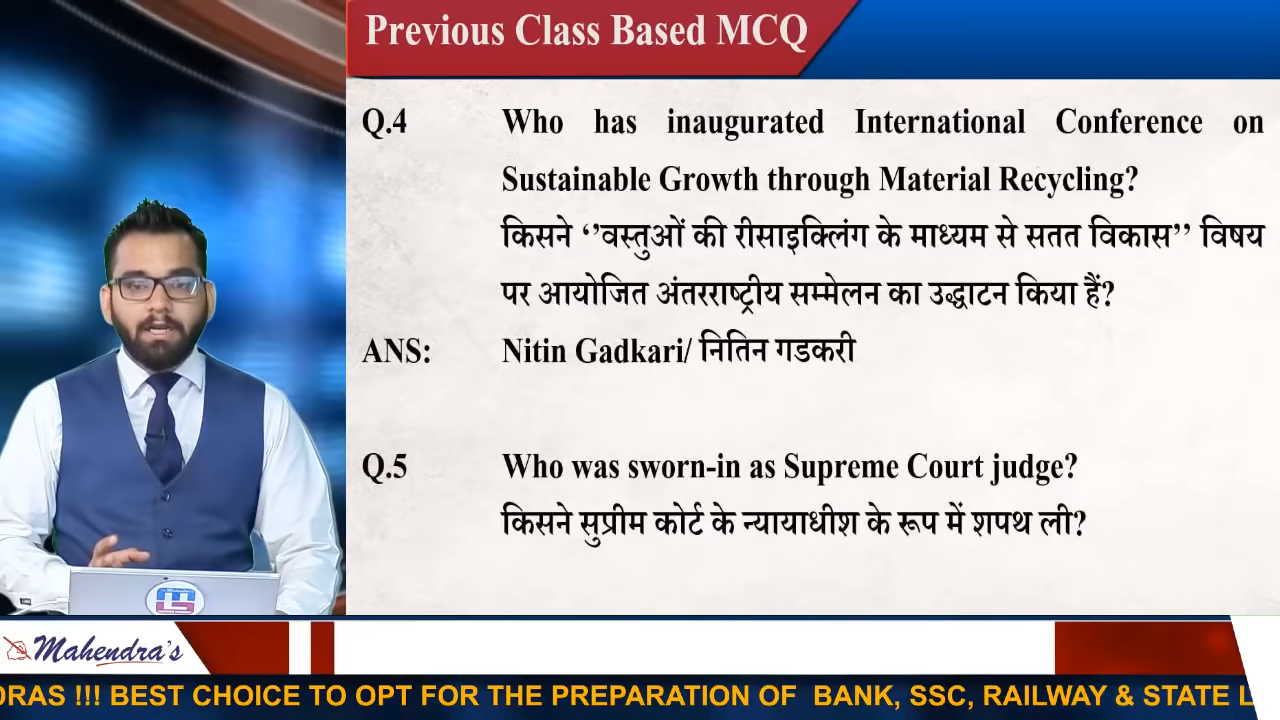 Previous Class Based MCQ
Q.4 Who has inaugurated International Conference on
Sustainable Growth through Material Recycling?
किसने ‘’वस्तुओं की रीसाइक्लिंग के माध्यम से सतत विकास’’ विषय
पर आयोजित अंतरराष्ट्रीय सम्मेलन का उद्घाटन किया हैं?
ANS: Nitin Gadkari/ नितिन गडकरी
Q.5 Who was sworn-in as Supreme Court judge?
किसने सुप्रीम कोर्ट के न्यायाधीश के रूप में शपथ ली?
Mahendra's
DRAS !!! BEST CHOICE TO OPT FOR THE PREPARATION OF BANK, SSC, RAILWAY & STATE L